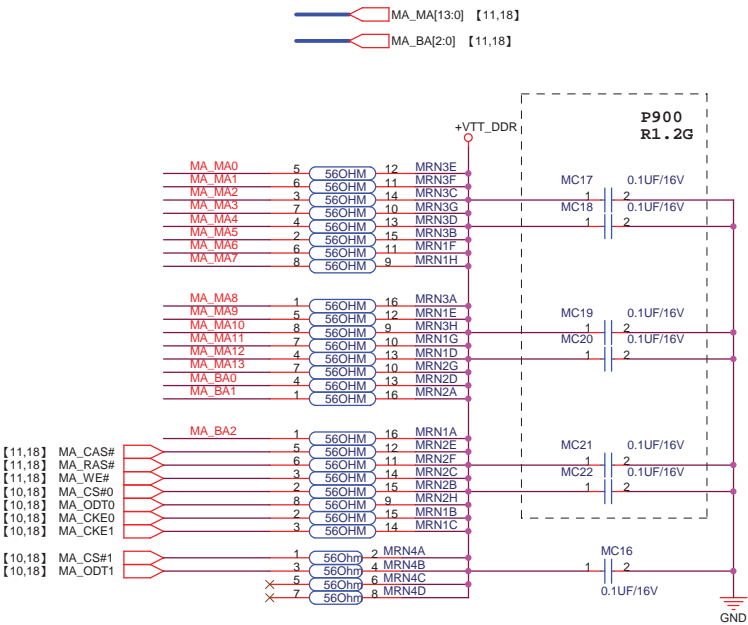 MA_MA[13:0] 【11,18】
MA_BA[2:0] 【11,18】
+VTT_DDR
P900
R1.2G
MA_MA0 5 56OHM 12 MRN3E
MA_MA1 6 56OHM 11 MRN3F
MA_MA2 3 56OHM 14 MRN3C
MA_MA3 7 56OHM 10 MRN3G
MA_MA4 4 56OHM 13 MRN3D
MA_MA5 2 56OHM 15 MRN3B
MA_MA6 6 56OHM 11 MRN1F
MA_MA7 8 56OHM 9 MRN1H
MC17 0.1UF/16V
1 2
MC18 0.1UF/16V
1 2
MA_MA8 1 56OHM 16 MRN3A
MA_MA9 5 56OHM 12 MRN1E
MA_MA10 8 56OHM 9 MRN3H
MA_MA11 7 56OHM 10 MRN1G
MA_MA12 4 56OHM 13 MRN1D
MA_MA13 7 56OHM 10 MRN2G
MA_BA0 4 56OHM 13 MRN2D
MA_BA1 1 56OHM 16 MRN2A
MC19 0.1UF/16V
1 2
MC20 0.1UF/16V
1 2
MA_BA2 1 56OHM 16 MRN1A
【11,18】 MA_CAS# 5 56OHM 12 MRN2E
【11,18】 MA_RAS# 6 56OHM 11 MRN2F
【11,18】 MA_WE# 3 56OHM 14 MRN2C
【10,18】 MA_CS#0 2 56OHM 15 MRN2B
【10,18】 MA_ODT0 8 56OHM 9 MRN2H
【10,18】 MA_CKE0 2 56OHM 15 MRN1B
【10,18】 MA_CKE1 3 56OHM 14 MRN1C
MC21 0.1UF/16V
1 2
MC22 0.1UF/16V
1 2
【10,18】 MA_CS#1 1 56Ohm 2 MRN4A
【10,18】 MA_ODT1 3 56Ohm 4 MRN4B
5 56Ohm 6 MRN4C
7 56Ohm 8 MRN4D
MC16
1 2
0.1UF/16V
GND